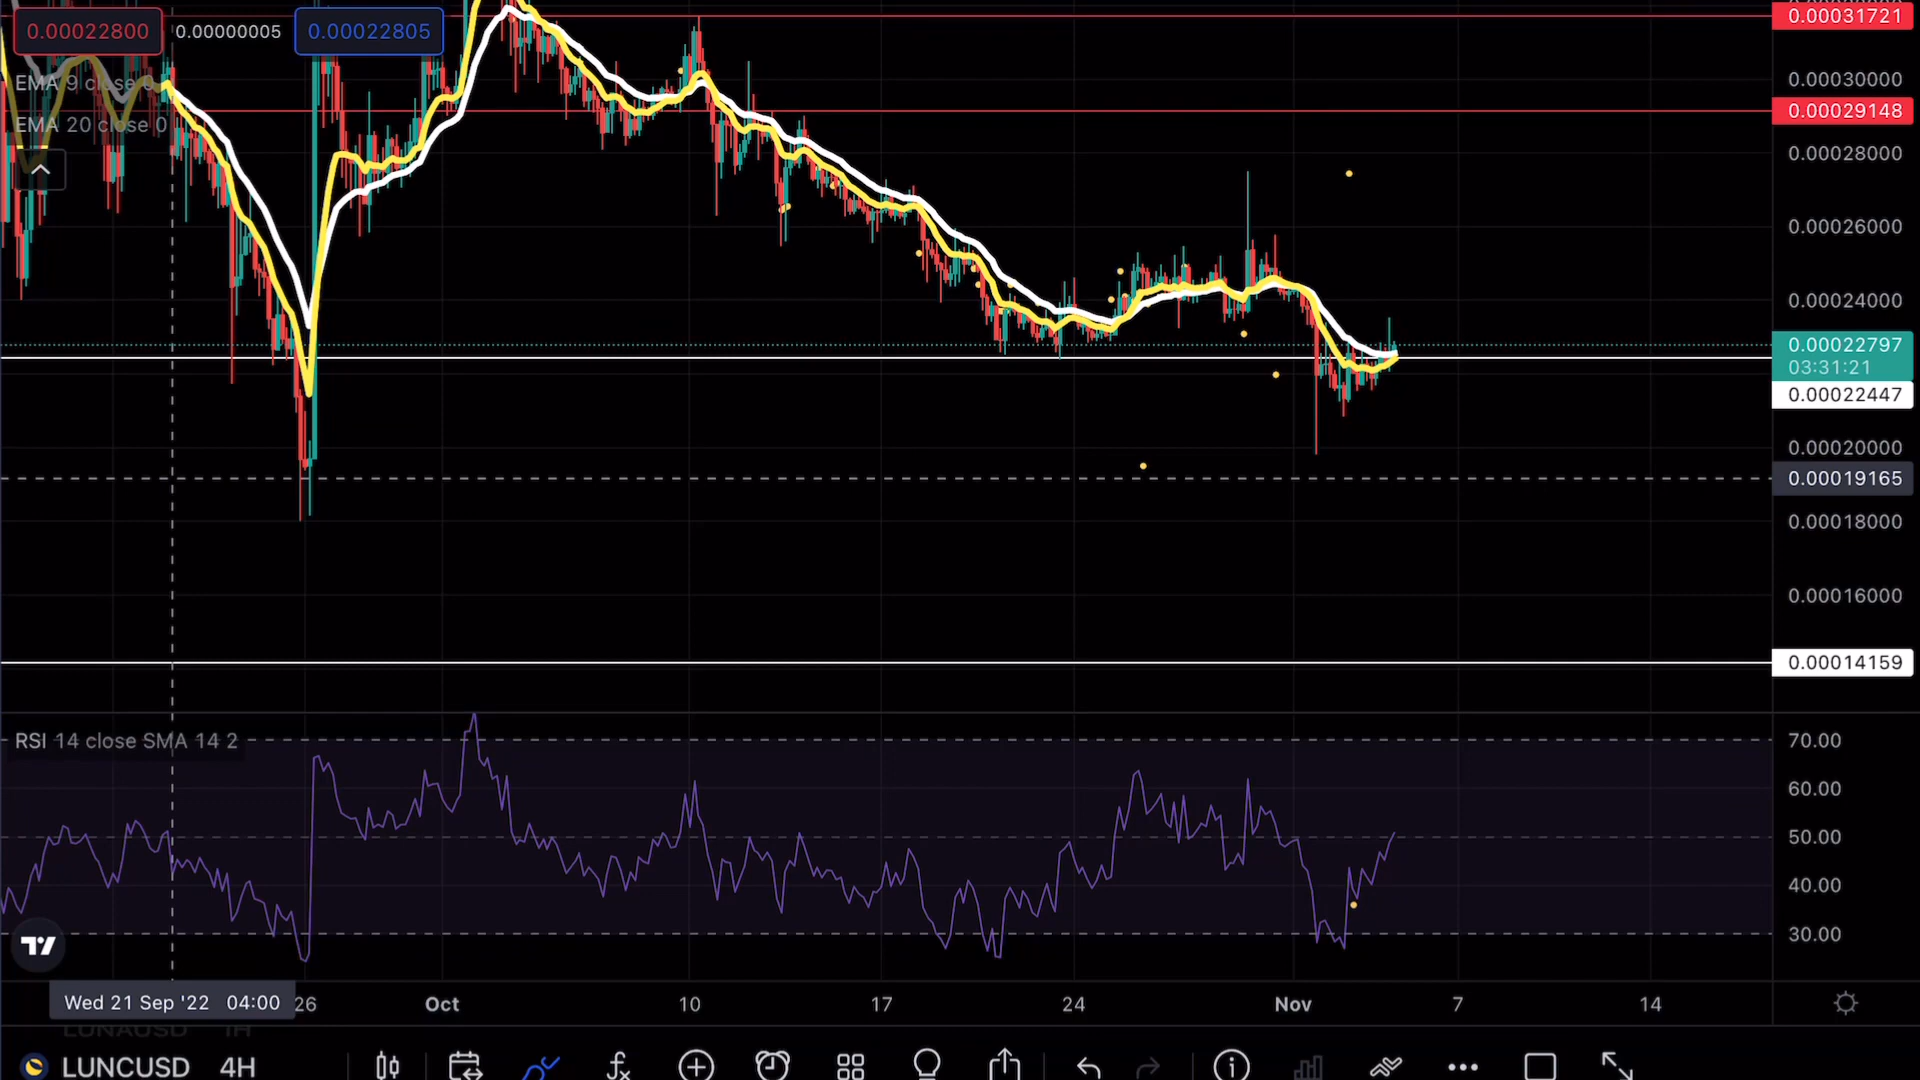 0.00022800 0.00000005 0.00022805
EMA 9 close 0
EMA 20 close 0
0.00031721
0.00030000
0.00029148
0.00028000
0.00026000
0.00024000
0.00022797
03:31:21
0.00022447
0.00020000
0.00019165
0.00018000
0.00016000
0.00014159
RSI 14 close SMA 14 2
70.00
60.00
50.00
40.00
30.00
Wed 21 Sep '22 04:00 26 Oct 10 17 24 Nov 7 14
LUNAUSD 1H
LUNCUSD 4H